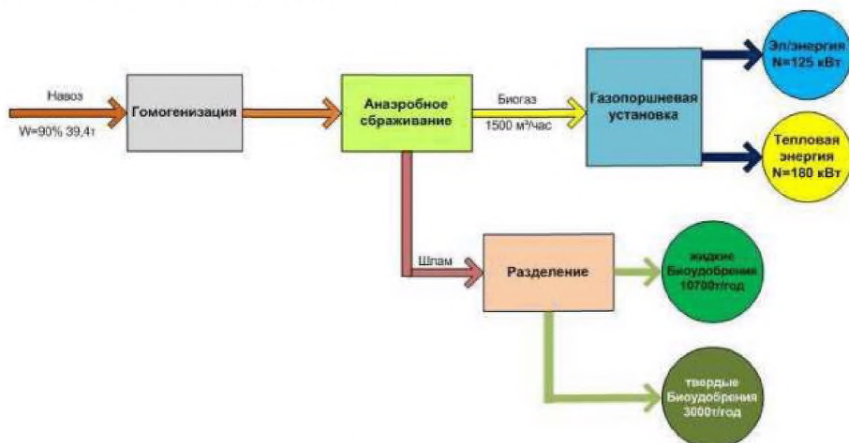 Навоз
W=90% 39,4т
Гомогенизация
Анаэробное
сбраживание
Биогаз
1500 м³/час
Газопоршневая
установка
Эл/энергия
N=125 кВт
Тепловая
энергия
N=180 кВт
Шлам
Разделение
жидкие
Биоудобрения
10700т/год
твердые
Биоудобрения
3000т/год